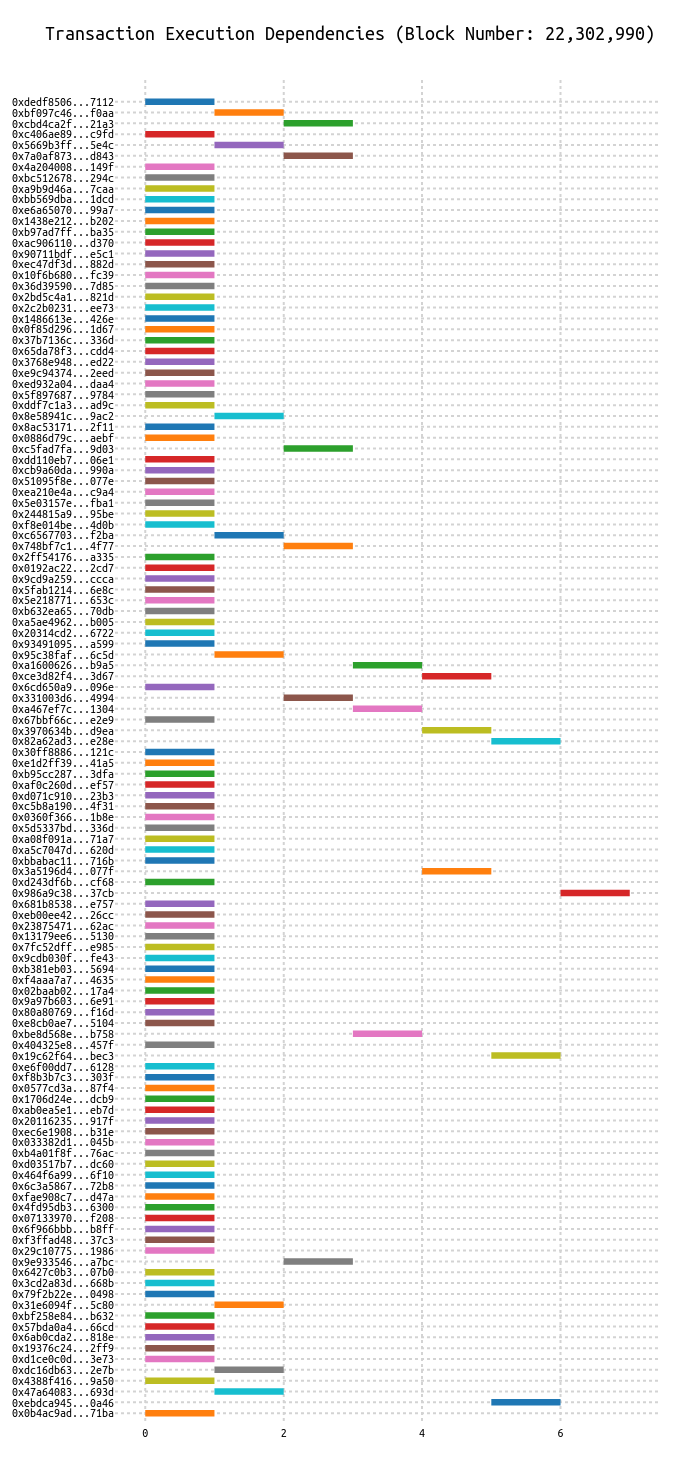 Transaction Execution Dependencies (Block Number: 22,302,990)
0xdedf8506...7112
0xbf097c46...f0aa
0xcbd4ca2f...21a3
0xc406ae89...c9fd
0x5669b3ff...5e4c
0x7a0af873...d843
0x4a204008...149f
0xbc512678...294c
0xa9b9d46a...7caa
0xbb569dba...1dcd
0xe6a65070...99a7
0x1438e212...b202
0xb97ad7ff...ba35
0xac906110...d370
0x90711bdf...e5c1
0xec47df3d...882d
0x10f6b680...fc39
0x36d39590...7d85
0x2bd5c4a1...821d
0x2c2b0231...ee73
0x1486613e...426e
0x0f85d296...1d67
0x37b7136c...336d
0x65da78f3...cdd4
0x3768e948...ed22
0xe9c94374...2eed
0xed932a04...daa4
0x5f897687...9784
0xddf7c1a3...ad9c
0x8e58941c...9ac2
0x8ac53171...2f11
0x0886d79c...aebf
0xc5fad7fa...9d03
0xdd110eb7...06e1
0xcb9a60da...990a
0x51095f8e...077e
0xea210e4a...c9a4
0x5e03157e...fba1
0x244815a9...95be
0xf8e014be...4d0b
0xc6567703...f2ba
0x748bf7c1...4f77
0x2ff54176...a335
0x0192ac22...2cd7
0x9cd9a259...ccca
0x5fab1214...6e8c
0x5e218771...653c
0xb632ea65...70db
0xa5ae4962...b005
0x20314cd2...6722
0x93491095...a599
0x95c38faf...6c5d
0xa1600626...b9a5
0xce3d82f4...3d67
0x6cd650a9...096e
0x331003d6...4994
0xa467ef7c...1304
0x67bbf66c...e2e9
0x3970634b...d9ea
0x82a62ad3...e28e
0x30ff8886...121c
0xe1d2ff39...41a5
0xb95cc287...3dfa
0xaf0c260d...ef57
0xd071c910...23b3
0xc5b8a190...4f31
0x0360f366...1b8e
0x5d5337bd...336d
0xa08f091a...71a7
0xa5c7047d...620d
0xbbabac11...716b
0x3a5196d4...077f
0xd243df6b...cf68
0x986a9c38...37cb
0x681b8538...e757
0xeb00ee42...26cc
0x23875471...62ac
0x13179ee6...5130
0x7fc52dff...e985
0x9cdb030f...fe43
0xb381eb03...5694
0xf4aaa7a7...4635
0x02baab02...17a4
0x9a97b603...6e91
0x80a80769...f16d
0xe8cb0ae7...5104
0xbe8d568e...b758
0x404325e8...457f
0x19c62f64...bec3
0xe6f00dd7...6128
0xf8b3b7c3...303f
0x0577cd3a...87f4
0x1706d24e...dcb9
0xab0ea5e1...eb7d
0x20116235...917f
0xec6e1908...b31e
0x033382d1...045b
0xb4a01f8f...76ac
0xd03517b7...dc60
0x464f6a99...6f10
0x6c3a5867...72b8
0xfae908c7...d47a
0x4fd95db3...6300
0x07133970...f208
0x6f966bbb...b8ff
0xf3ffad48...37c3
0x29c10775...1986
0x9e933546...a7bc
0x6427c0b3...07b0
0x3cd2a83d...668b
0x79f2b22e...0498
0x31e6094f...5c80
0xbf258e84...b632
0x57bda0a4...66cd
0x6ab0cda2...818e
0x19376c24...2ff9
0xd1ce0c0d...3e73
0xdc16db63...2e7b
0x4388f416...9a50
0x47a64083...693d
0xebdca945...0a46
0x0b4ac9ad...71ba
0 2 4 6